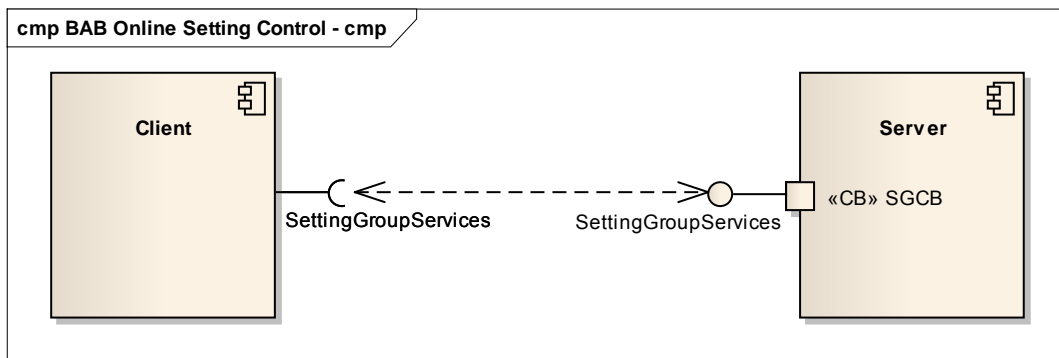 cmp BAB Online Setting Control - cmp
Client
Server
«CB» SGCB
SettingGroupServices
SettingGroupServices